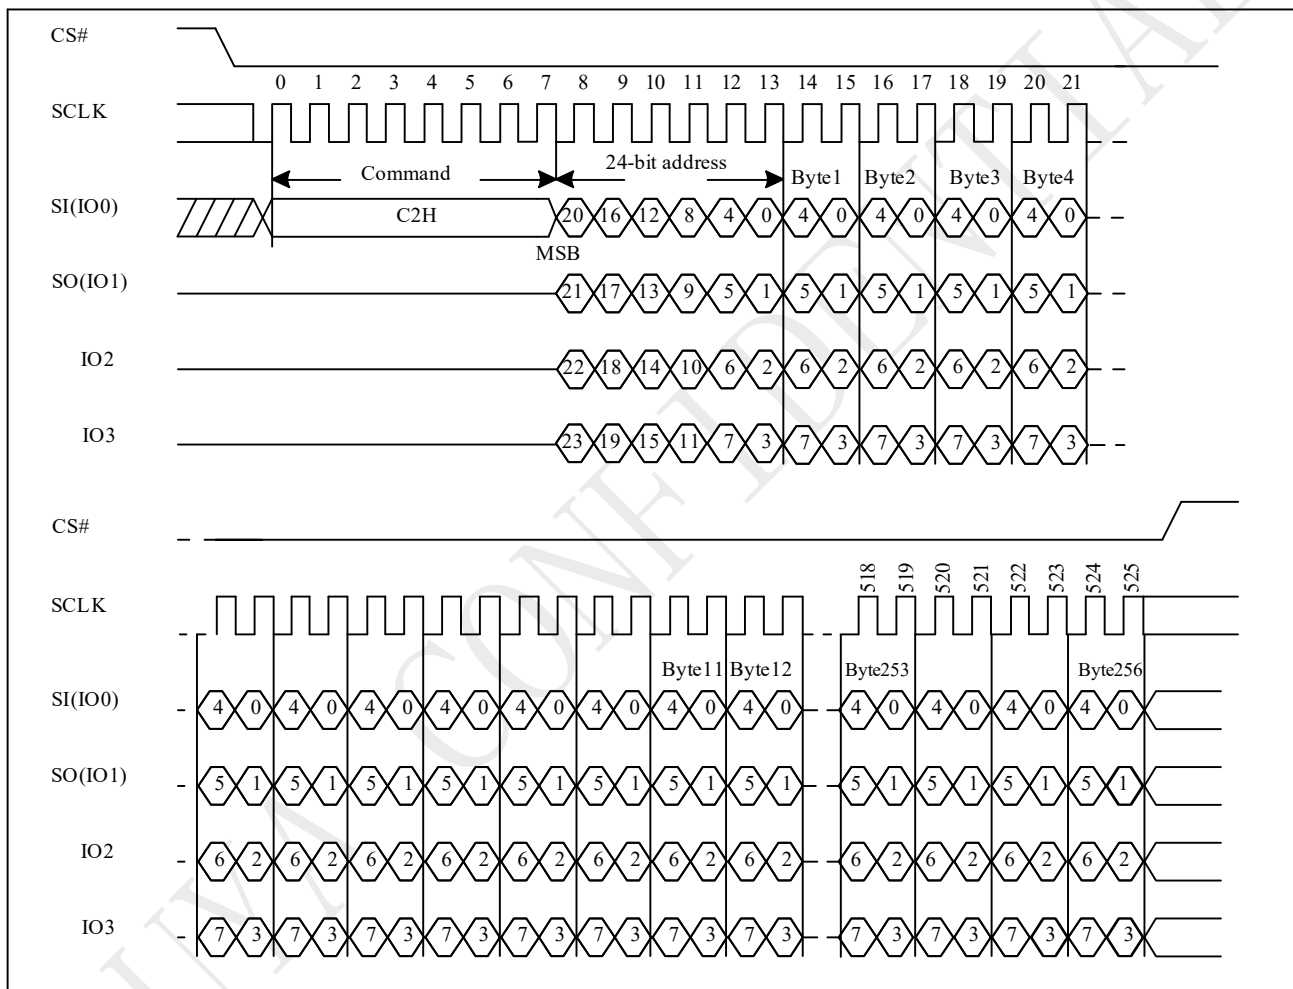 CS#
0 1 2 3 4 5 6 7 8 9 10 11 12 13 14 15 16 17 18 19 20 21
SCLK
Command 24-bit address Byte1 Byte2 Byte3 Byte4
SI(IO0) C2H 20 16 12 8 4 0 4 0 4 0 4 0 4 0
MSB
SO(IO1) 21 17 13 9 5 1 5 1 5 1 5 1 5 1
IO2 22 18 14 10 6 2 6 2 6 2 6 2 6 2
IO3 23 19 15 11 7 3 7 3 7 3 7 3 7 3
CS#
518 519 520 521 522 523 524 525
SCLK
Byte11 Byte12 Byte253 Byte256
SI(IO0) 4 0 4 0 4 0 4 0 4 0 4 0 4 0 4 0 4 0 4 0 4 0 4 0
SO(IO1) 5 1 5 1 5 1 5 1 5 1 5 1 5 1 5 1 5 1 5 1 5 1 5 1
IO2 6 2 6 2 6 2 6 2 6 2 6 2 6 2 6 2 6 2 6 2 6 2 6 2
IO3 7 3 7 3 7 3 7 3 7 3 7 3 7 3 7 3 7 3 7 3 7 3 7 3